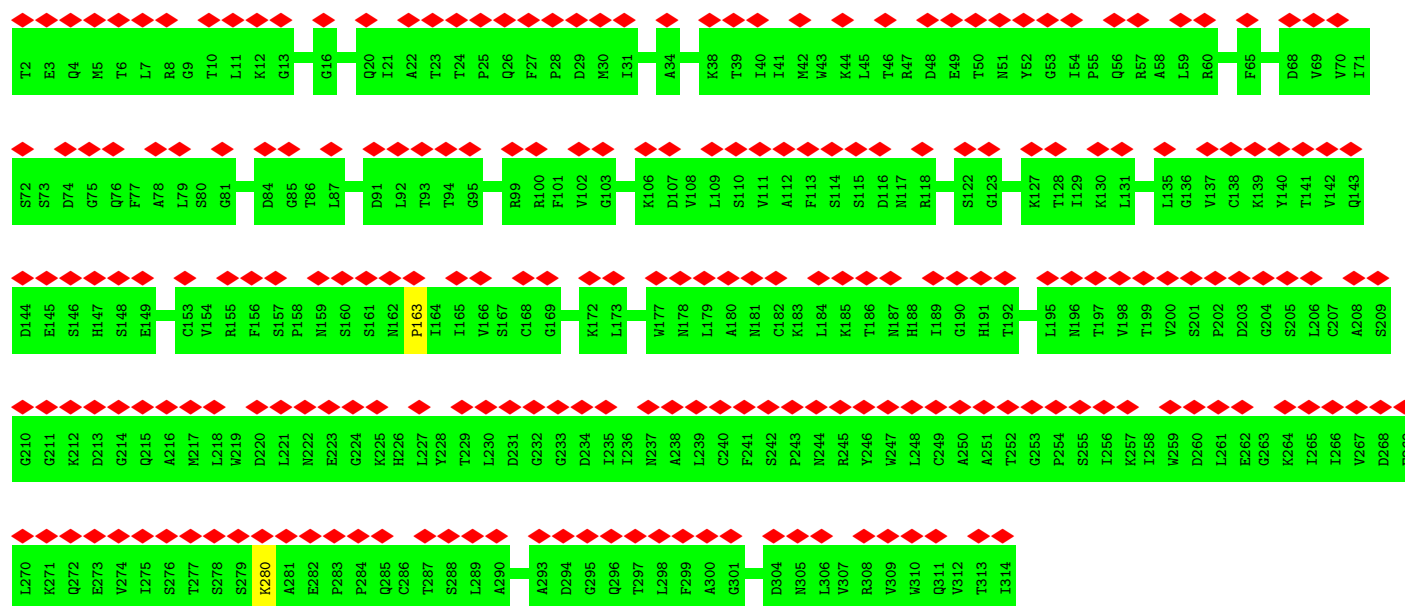 T2 E3 Q4 M5 T6 L7 R8 G9 T10 L11 K12 G13 G16 Q20 I21 A22 T23 T24 P25 Q26 F27 P28 D29 M30 I31 A34 K38 T39 I40 I41 M42 W43 K44 L45 T46 R47 D48 E49 T50 N51 Y52 G53 I54 P55 Q56 R57 A58 L59 R60 F65 D68 V69 V70 I71
S72 S73 D74 G75 Q76 F77 A78 L79 S80 G81 D84 G85 T86 L87 D91 L92 T93 T94 G95 R99 R100 F101 V102 G103 K106 D107 V108 L109 S110 V111 A112 F113 S114 S115 D116 N117 R118 S122 G123 K127 T128 I129 K130 L131 L135 G136 V137 C138 K139 Y140 T141 V142 Q143
D144 E145 S146 H147 S148 E149 C153 V154 R155 F156 S157 P158 N159 S160 S161 N162 P163 I164 I165 V166 S167 C168 G169 K172 L173 W177 N178 L179 A180 N181 C182 K183 L184 K185 T186 N187 H188 I189 G190 H191 T192 L195 N196 T197 V198 T199 V200 S201 P202 D203 G204 S205 L206 C207 A208 S209
G210 G211 K212 D213 G214 Q215 A216 M217 L218 W219 D220 L221 N222 E223 G224 K225 H226 L227 Y228 T229 L230 D231 G232 G233 D234 I235 I236 N237 A238 L239 C240 F241 S242 P243 N244 R245 Y246 W247 L248 C249 A250 A251 T252 G253 P254 S255 I256 K257 I258 W259 D260 L261 E262 G263 K264 I265 I266 V267 D268
L270 K271 Q272 E273 V274 I275 S276 T277 S278 S279 K280 A281 E282 P283 P284 Q285 C286 T287 S288 L289 A290 A293 D294 G295 Q296 T297 L298 F299 A300 G301 D304 N305 L306 V307 R308 V309 W310 Q311 V312 T313 I314